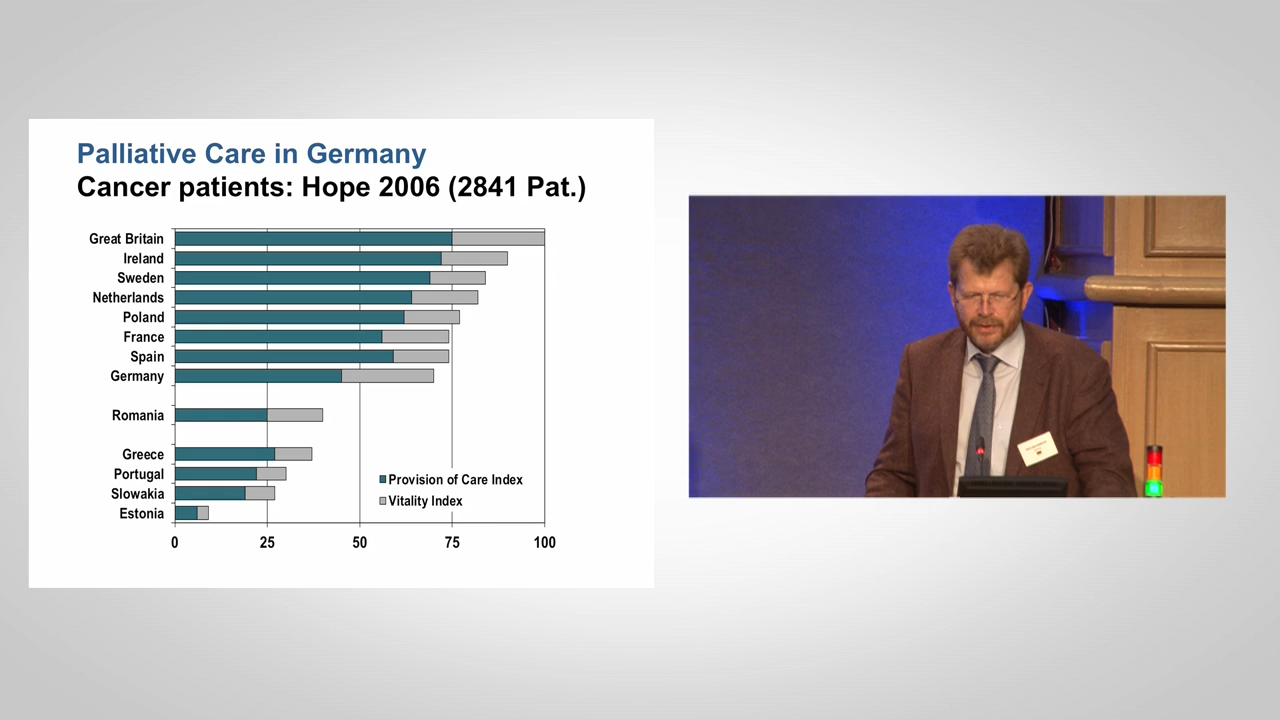 Palliative Care in Germany
Cancer patients: Hope 2006 (2841 Pat.)
Great Britain
Ireland
Sweden
Netherlands
Poland
France
Spain
Germany
Romania
Greece
Portugal
Slowakia
Estonia
Provision of Care Index
Vitality Index
0 25 50 75 100